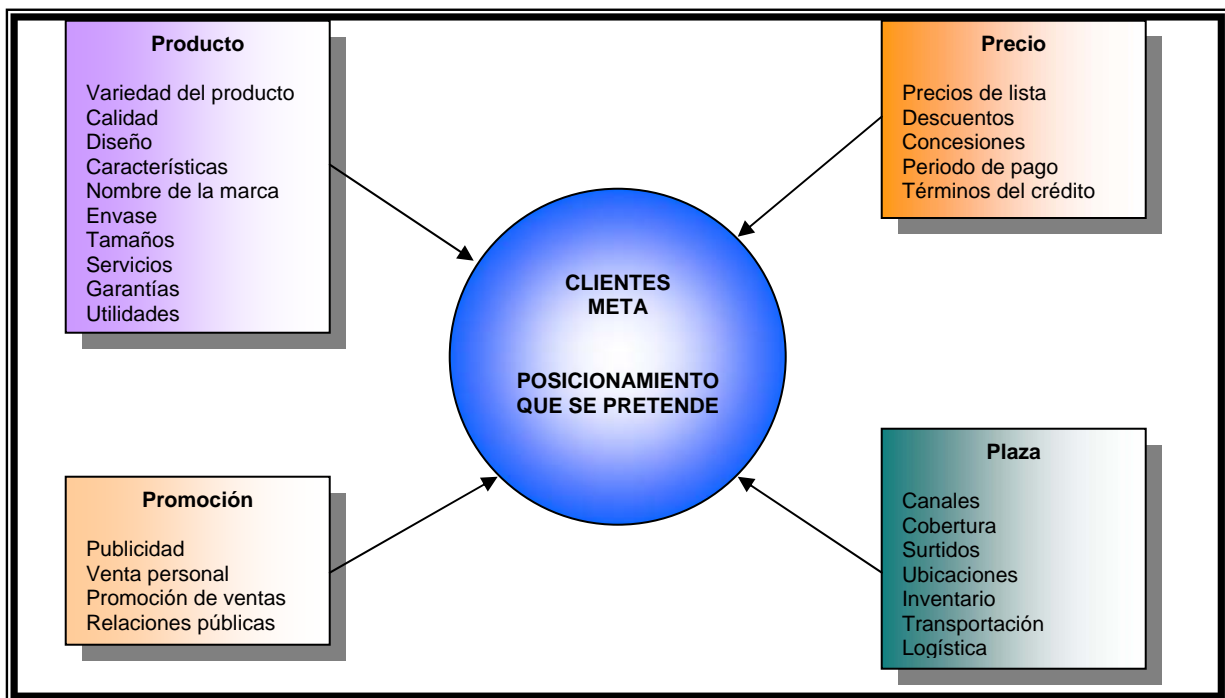 Producto
Variedad del producto
Calidad
Diseño
Características
Nombre de la marca
Envase
Tamaños
Servicios
Garantías
Utilidades
Precio
Precios de lista
Descuentos
Concesiones
Periodo de pago
Términos del crédito
CLIENTES
META
POSICIONAMIENTO
QUE SE PRETENDE
Promoción
Publicidad
Venta personal
Promoción de ventas
Relaciones públicas
Plaza
Canales
Cobertura
Surtidos
Ubicaciones
Inventario
Transportación
Logística